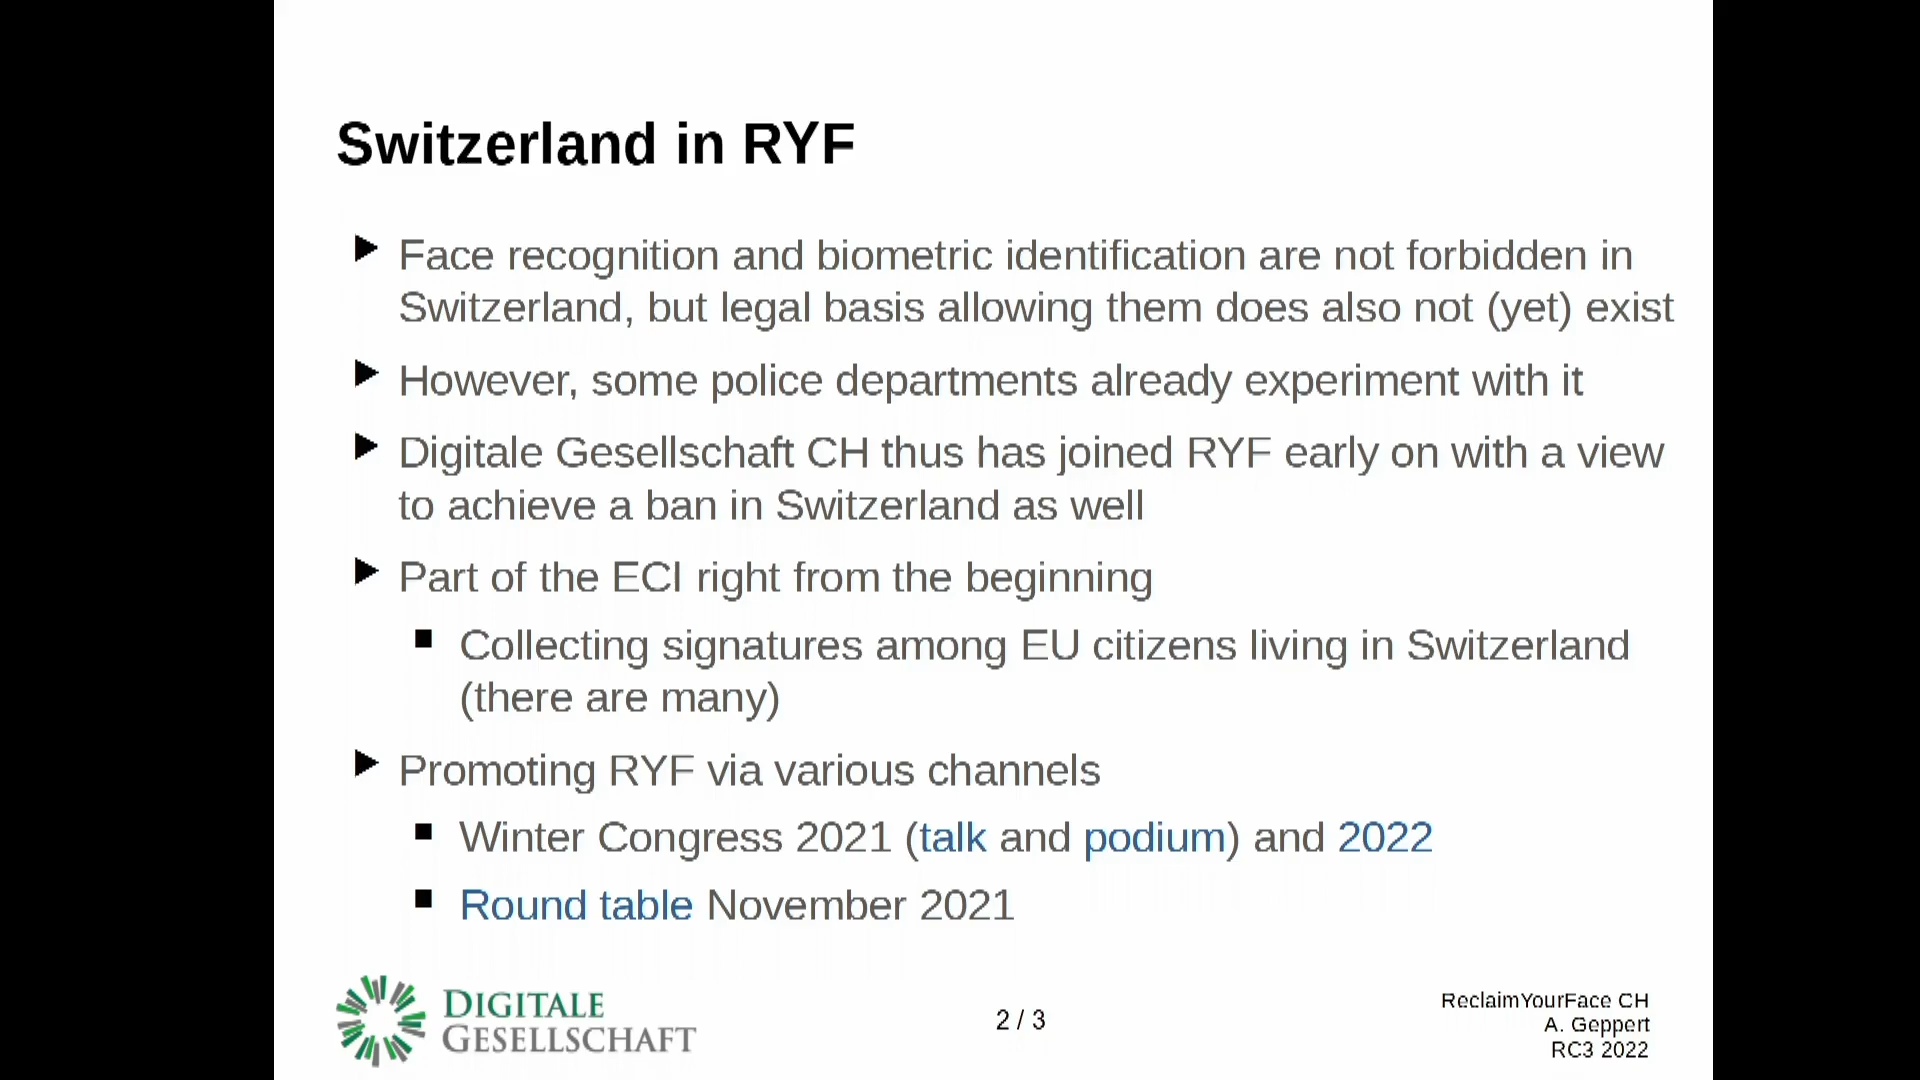 Switzerland in RYF
Face recognition and biometric identification are not forbidden in
Switzerland, but legal basis allowing them does also not (yet) exist
However, some police departments already experiment with it
Digitale Gesellschaft CH thus has joined RYF early on with a view
to achieve a ban in Switzerland as well
Part of the ECI right from the beginning
Collecting signatures among EU citizens living in Switzerland
(there are many)
Promoting RYF via various channels
Winter Congress 2021 (talk and podium) and 2022
Round table November 2021
DIGITALE
GESELLSCHAFT
2 / 3
ReclaimYourFace CH
A. Geppert
RC3 2022